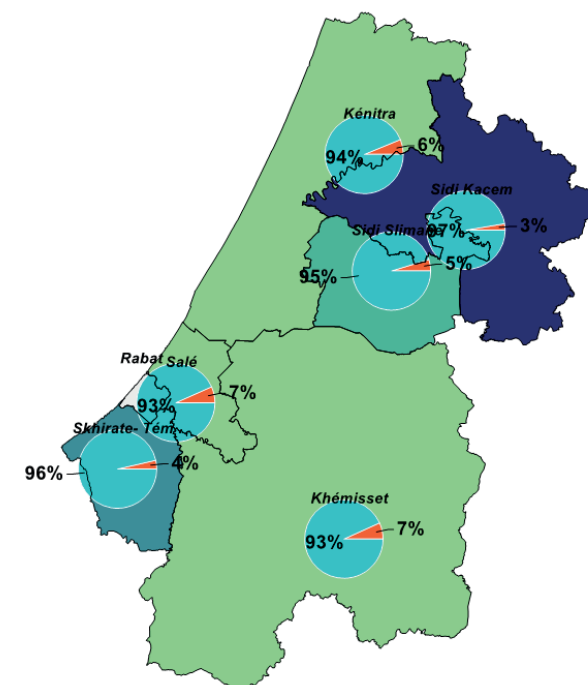 Kénitra
94%
6%
Sidi Kacem
97%
3%
Sidi Slimane
95%
5%
Rabat
Salé
93%
7%
Skhirate- Tém
96%
4%
Khémisset
93%
7%